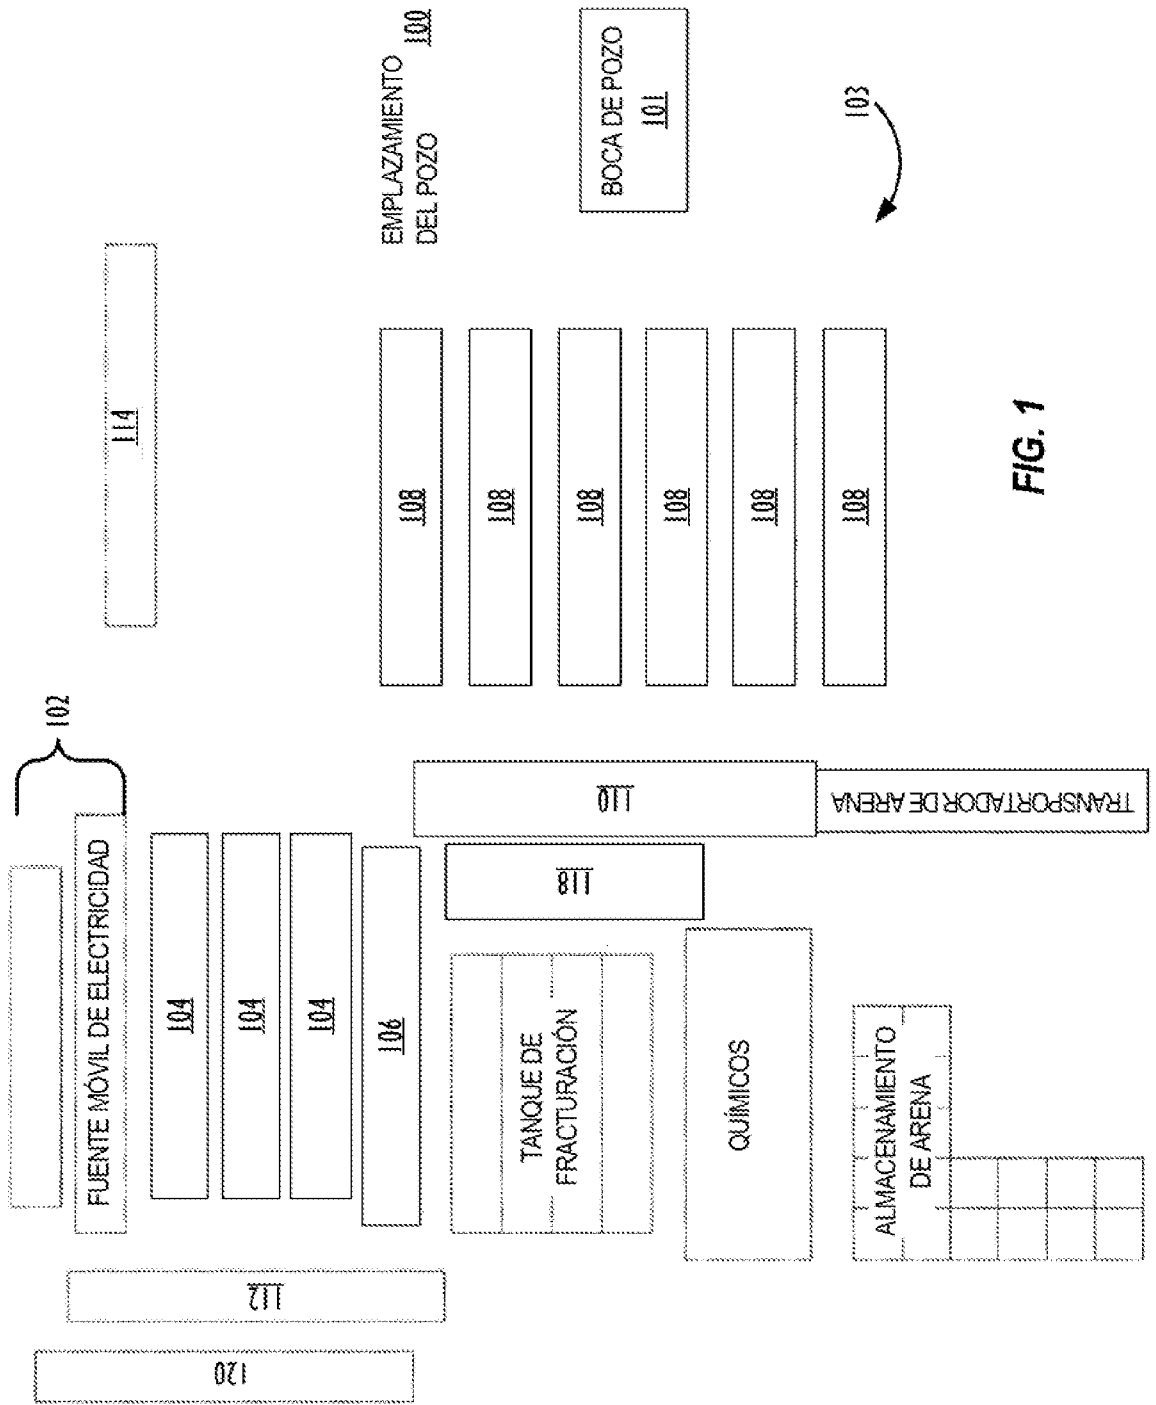 120
112
102
FUENTE MÓVIL DE ELECTRICIDAD
104
104
104
106
114
EMPLAZAMIENTO
DEL POZO
100
BOCA DE POZO
101
103
108
108
108
108
108
108
110
TRANSPORTADOR DE ARENA
118
TANQUE DE
FRACTURACIÓN
QUÍMICOS
ALMACENAMIENTO
DE ARENA
FIG. 1